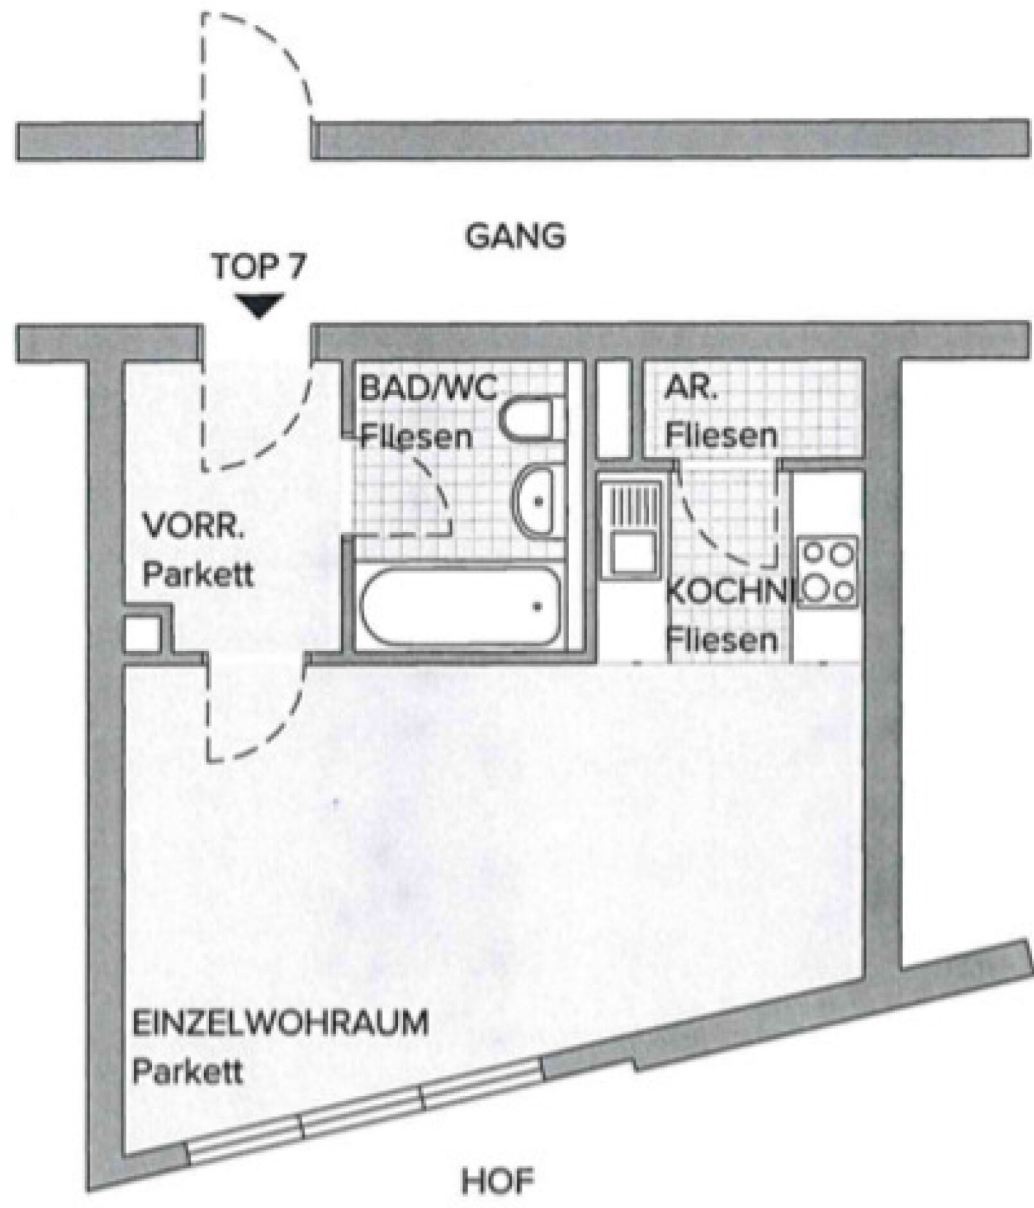 GANG
TOP 7
BAD/WC
Fliesen
AR.
Fliesen
VORR.
Parkett
KOCHNI.
Fliesen
EINZELWOHRAUM
Parkett
HOF